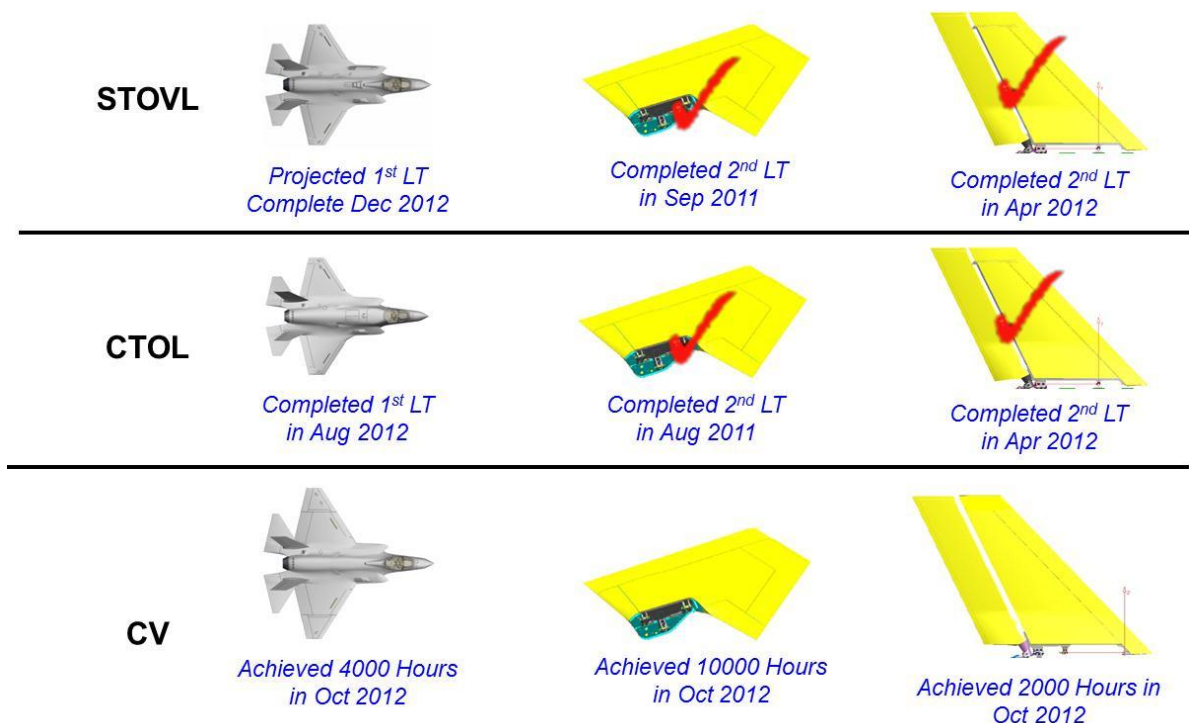 STOVL
Projected 1st LT
Complete Dec 2012
Completed 2nd LT
in Sep 2011
Completed 2nd LT
in Apr 2012
CTOL
Completed 1st LT
in Aug 2012
Completed 2nd LT
in Aug 2011
Completed 2nd LT
in Apr 2012
CV
Achieved 4000 Hours
in Oct 2012
Achieved 10000 Hours
in Oct 2012
Achieved 2000 Hours in
Oct 2012